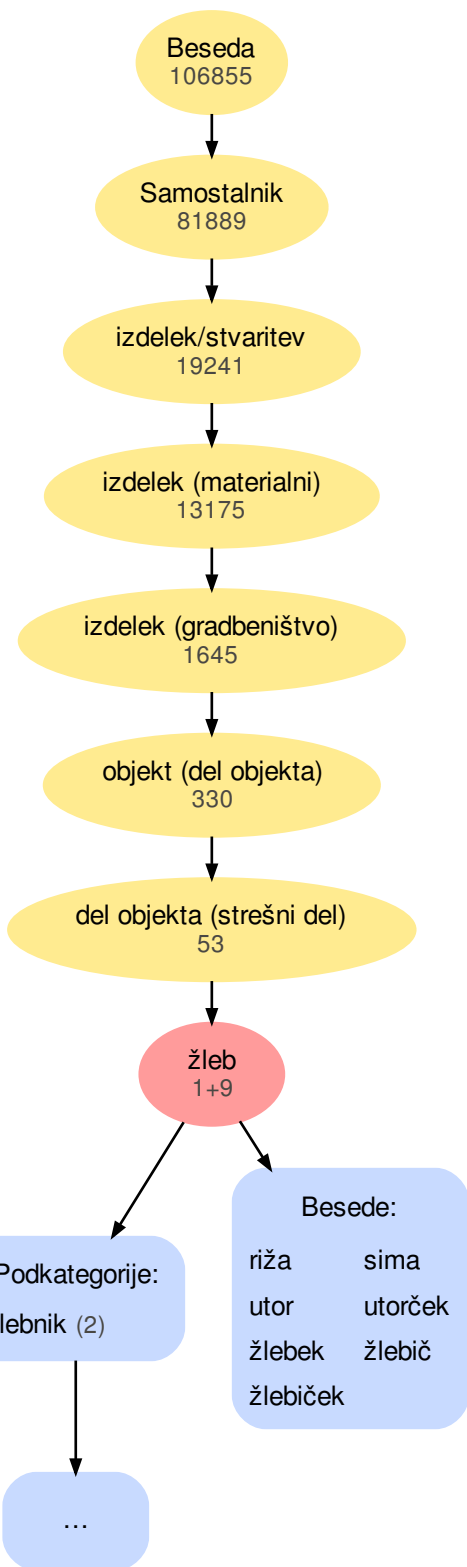 Beseda
106855
Samostalnik
81889
izdelek/stvaritev
19241
izdelek (materialni)
13175
izdelek (gradbeništvo)
1645
objekt (del objekta)
330
del objekta (strešni del)
53
žleb
1+9
Podkategorije:
lebnik (2)
...
Besede:
riža sima
utor utorček
žlebek žlebič
žlebiček